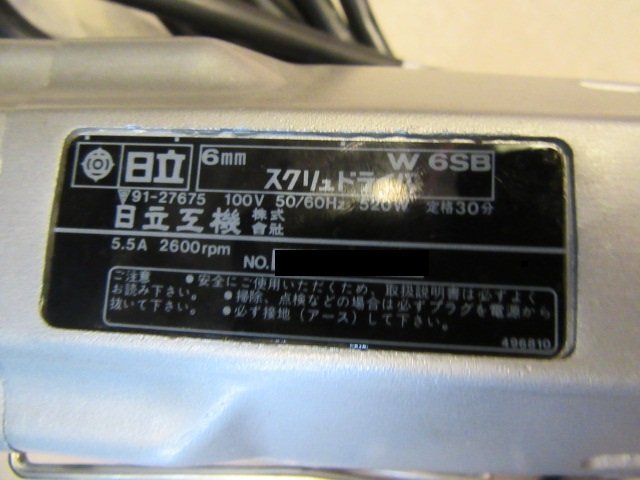 日立 6mm スクリュドライバ W 6SB
▽91-27675 100V 50/60Hz 520W 定格30分
日立工機 株式會社
5.5A 2600rpm
NO.
ご注意 ●安全にご使用いただくため、取扱説明書は必ずよく
お読み下さい。 ●掃除、点検などの場合は必ずプラグを電源から
抜いて下さい。 ●必ず接地(アース)して下さい。
496810